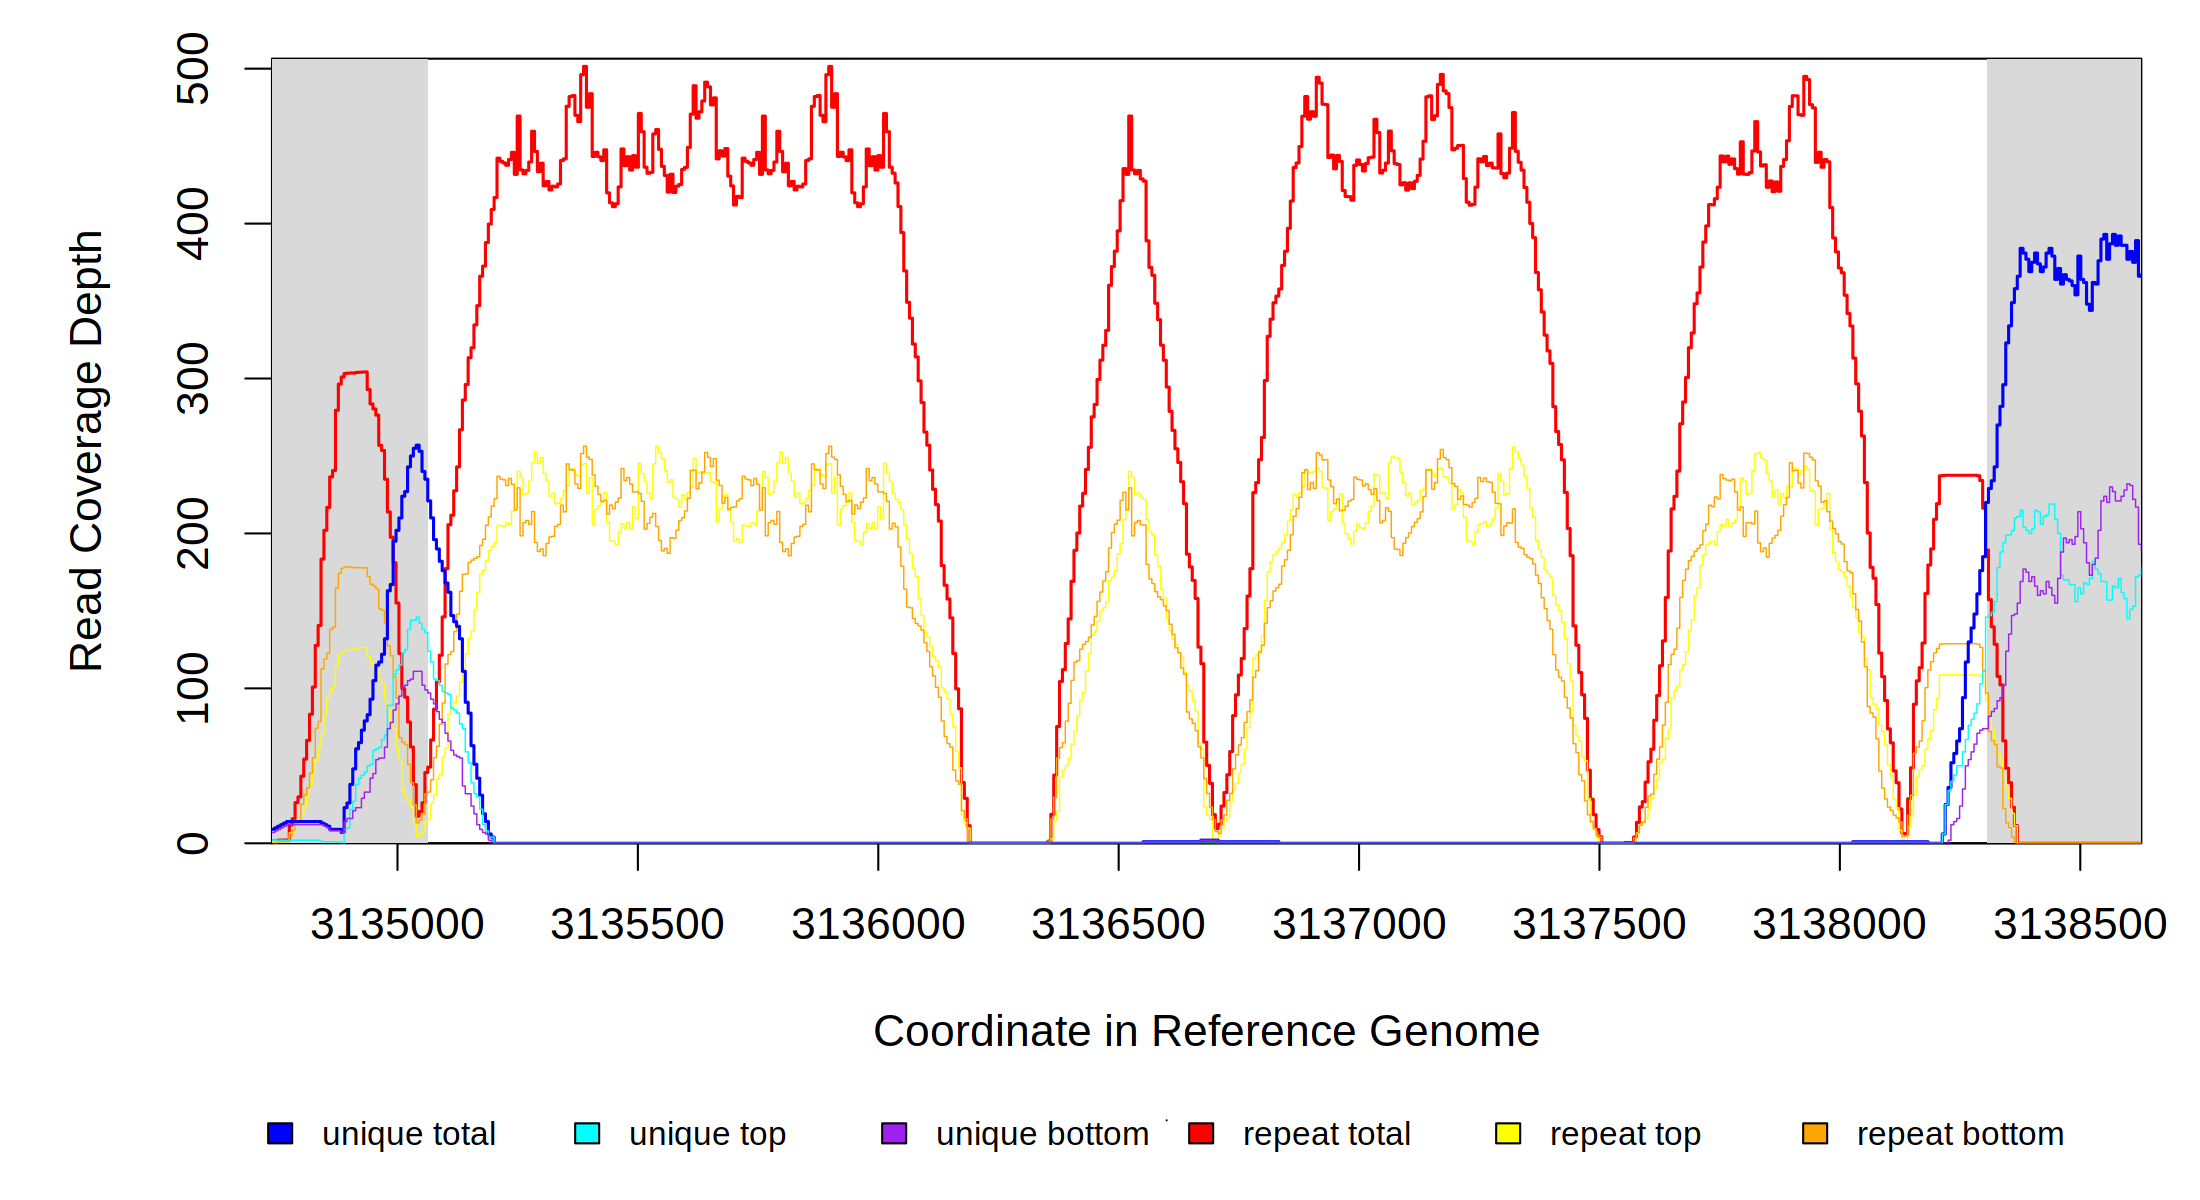 Read Coverage Depth
500
400
300
200
100
0
3135000 3135500 3136000 3136500 3137000 3137500 3138000 3138500
Coordinate in Reference Genome
unique total unique top unique bottom repeat total repeat top repeat bottom